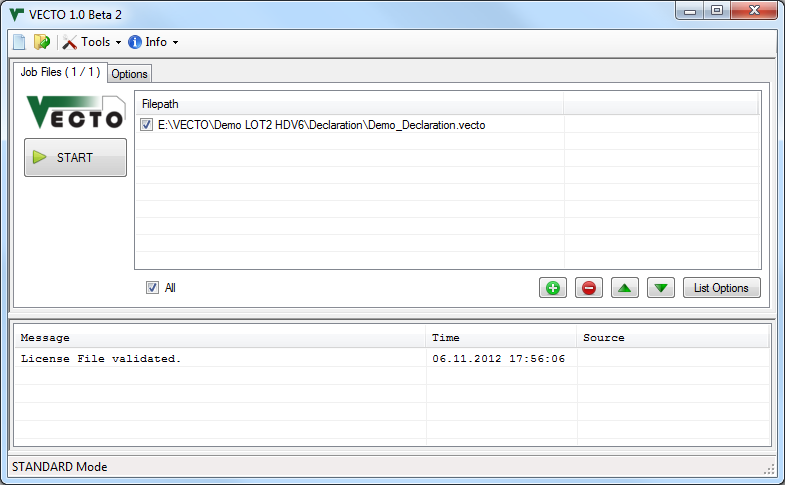 VECTO 1.0 Beta 2
Tools Info
Job Files ( 1 / 1 ) Options
VECTO
START
Filepath
E:\VECTO\Demo LOT2 HDV6\Declaration\Demo_Declaration.vecto
All
List Options
Message Time Source
License File validated. 06.11.2012 17:56:06
STANDARD Mode